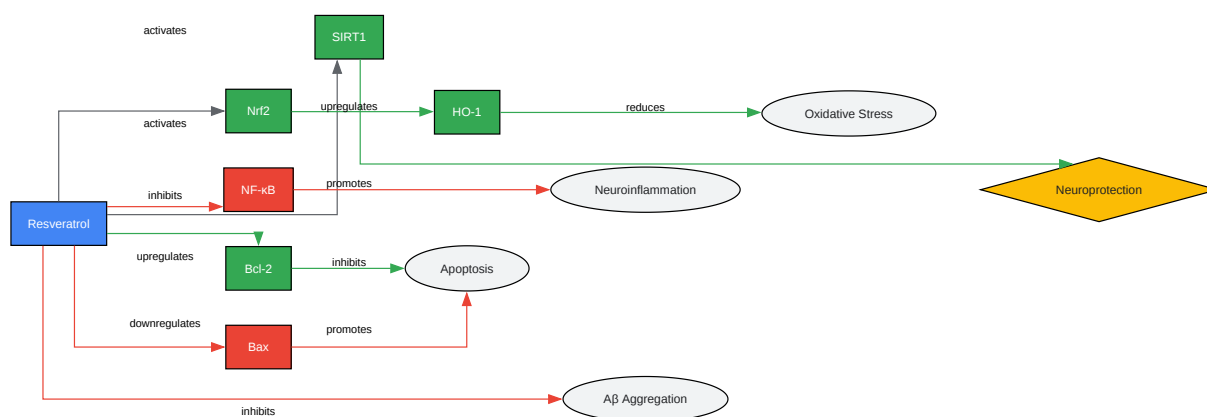 activates
SIRT1
Nrf2
upregulates
HO-1
reduces
Oxidative Stress
activates
NF-κB
promotes
Neuroinflammation
Neuroprotection
inhibits
Resveratrol
upregulates
Bcl-2
inhibits
Apoptosis
downregulates
Bax
promotes
Aβ Aggregation
inhibits